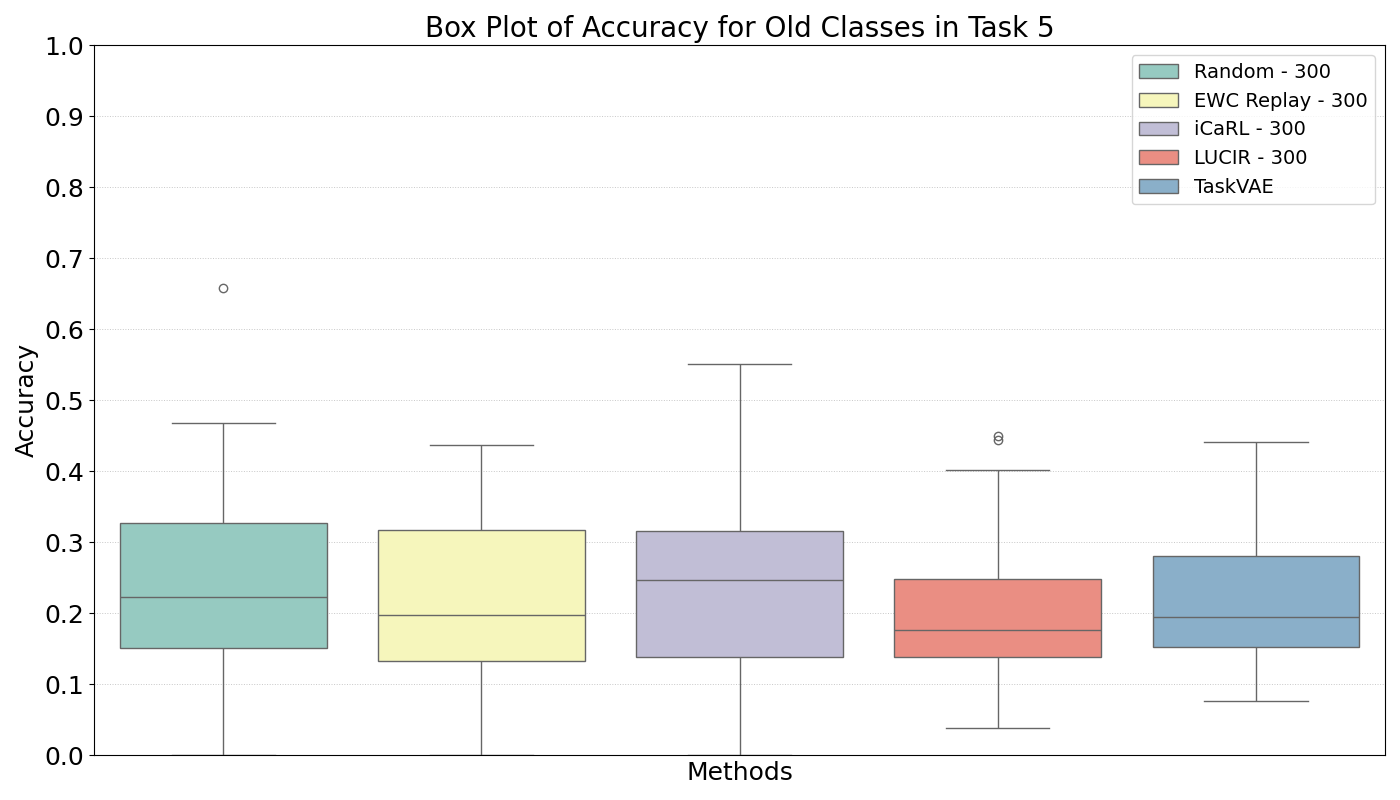 Box Plot of Accuracy for Old Classes in Task 5
1.0
0.9
0.8
0.7
0.6
0.5
0.4
0.3
0.2
0.1
0.0
Accuracy
Methods
Random - 300
EWC Replay - 300
iCaRL - 300
LUCIR - 300
TaskVAE